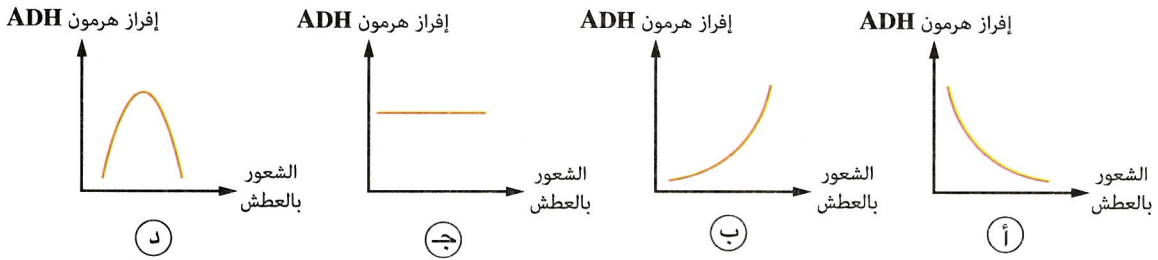 إفراز هرمون ADH
الشعور
بالعطش
أ
إفراز هرمون ADH
الشعور
بالعطش
ب
إفراز هرمون ADH
الشعور
بالعطش
جـ
إفراز هرمون ADH
الشعور
بالعطش
د